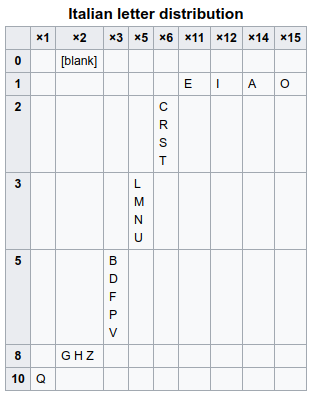 Italian letter distribution
×1 ×2 ×3 ×5 ×6 ×11 ×12 ×14 ×15
0 [blank]
1 E I A O
2 C
R
S
T
3 L
M
N
U
5 B
D
F
P
V
8 G H Z
10 Q